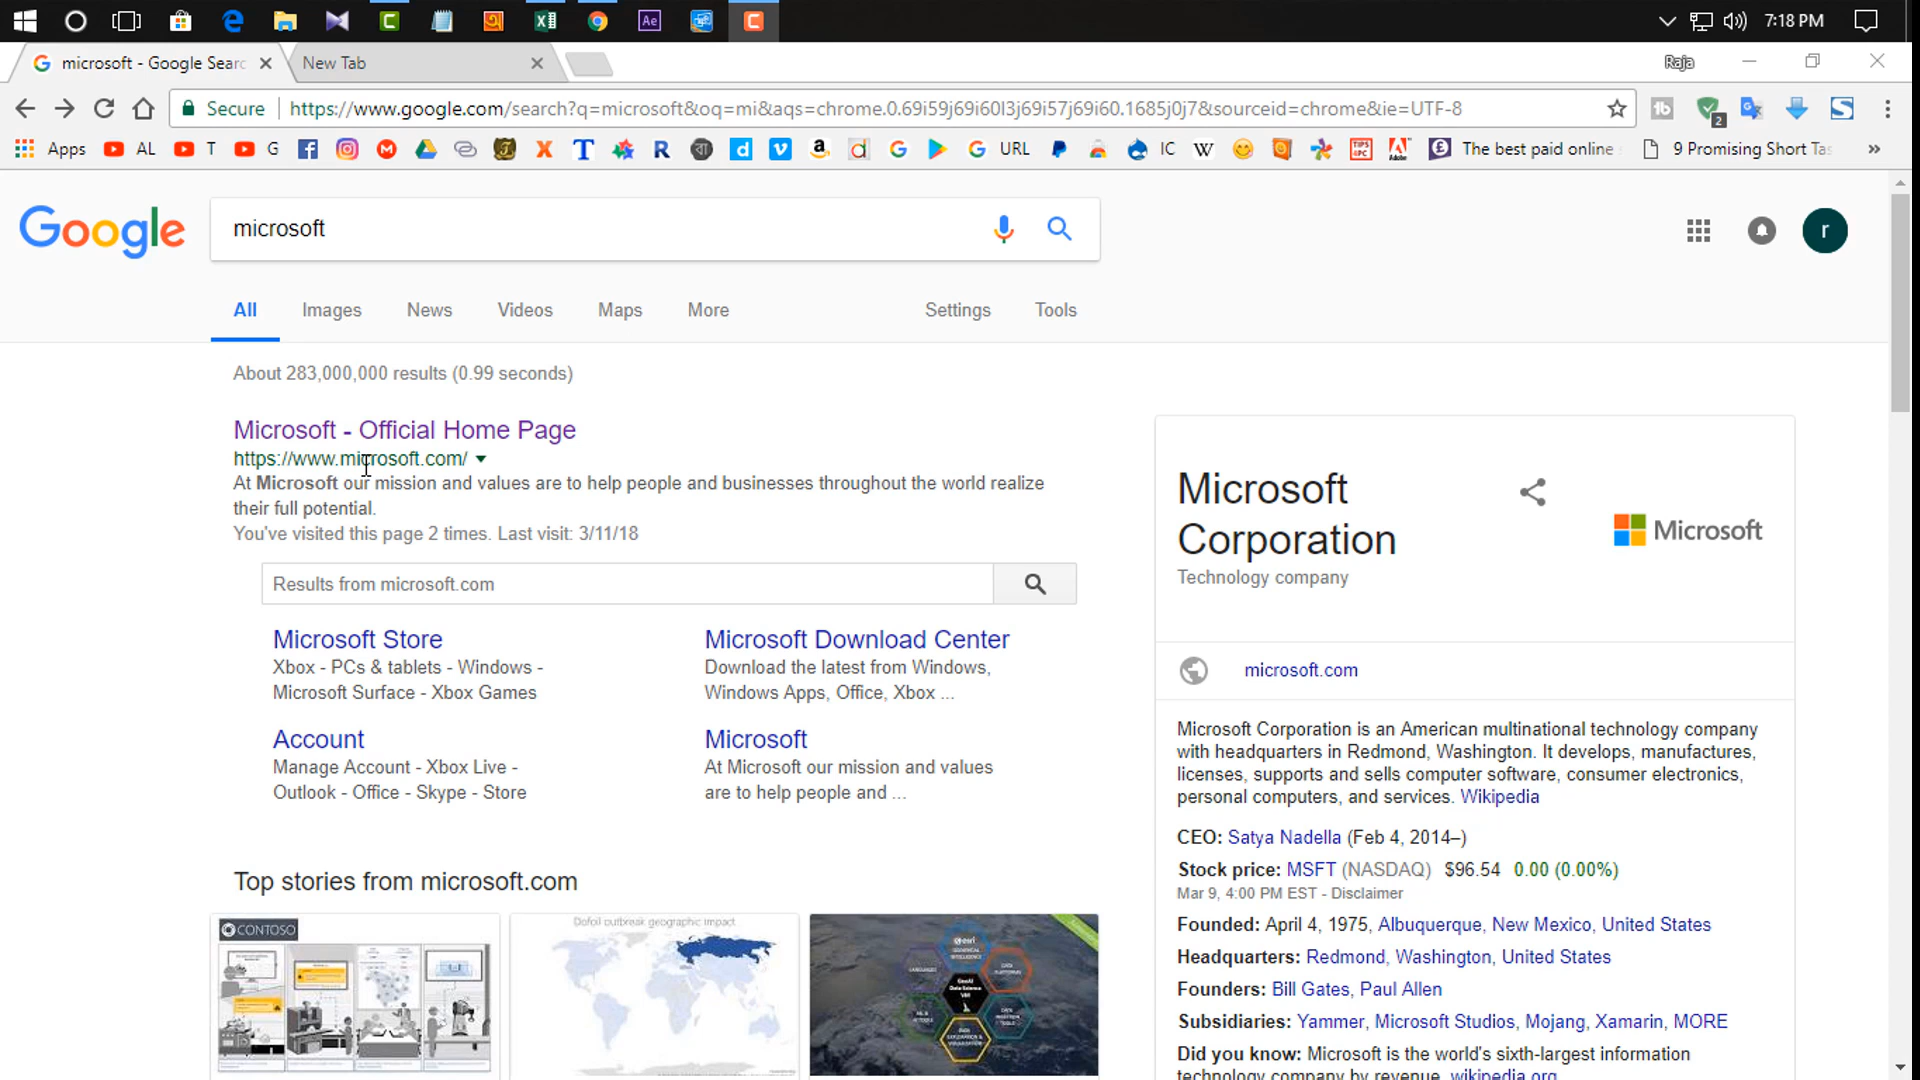 7:18 PM
microsoft - Google Searc
New Tab
Raja
Secure
https://www.google.com/search?q=microsoft&oq=mi&aqs=chrome.0.69i59j69i60l3j69i57j69i60.1685j0j7&sourceid=chrome&ie=UTF-8
Apps AL T G URL IC The best paid online 9 Promising Short Tas »
Google
microsoft
r
All Images News Videos Maps More Settings Tools
About 283,000,000 results (0.99 seconds)
Microsoft - Official Home Page
https://www.microsoft.com/
At Microsoft our mission and values are to help people and businesses throughout the world realize
their full potential.
You've visited this page 2 times. Last visit: 3/11/18
Results from microsoft.com
Microsoft Store
Xbox - PCs & tablets - Windows -
Microsoft Surface - Xbox Games
Microsoft Download Center
Download the latest from Windows,
Windows Apps, Office, Xbox ...
Account
Manage Account - Xbox Live -
Outlook - Office - Skype - Store
Microsoft
At Microsoft our mission and values
are to help people and ...
Top stories from microsoft.com
CONTOSO
Dofoil outbreak geographic impact
esri
GeoAI
Data Science
VM
Microsoft
Corporation
Technology company
Microsoft
microsoft.com
Microsoft Corporation is an American multinational technology company
with headquarters in Redmond, Washington. It develops, manufactures,
licenses, supports and sells computer software, consumer electronics,
personal computers, and services. Wikipedia
CEO: Satya Nadella (Feb 4, 2014–)
Stock price: MSFT (NASDAQ) $96.54 0.00 (0.00%)
Mar 9, 4:00 PM EST - Disclaimer
Founded: April 4, 1975, Albuquerque, New Mexico, United States
Headquarters: Redmond, Washington, United States
Founders: Bill Gates, Paul Allen
Subsidiaries: Yammer, Microsoft Studios, Mojang, Xamarin, MORE
Did you know: Microsoft is the world's sixth-largest information
technology company by revenue. wikipedia.org